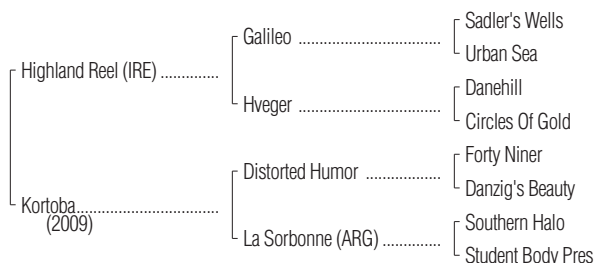 Sadler's Wells
Galileo ................................
Urban Sea
Highland Reel (IRE) ..............
Danehill
Hveger ................................
Circles Of Gold
Forty Niner
Distorted Humor .................
Danzig's Beauty
Kortoba..................................
(2009)
Southern Halo
La Sorbonne (ARG) .............
Student Body Pres